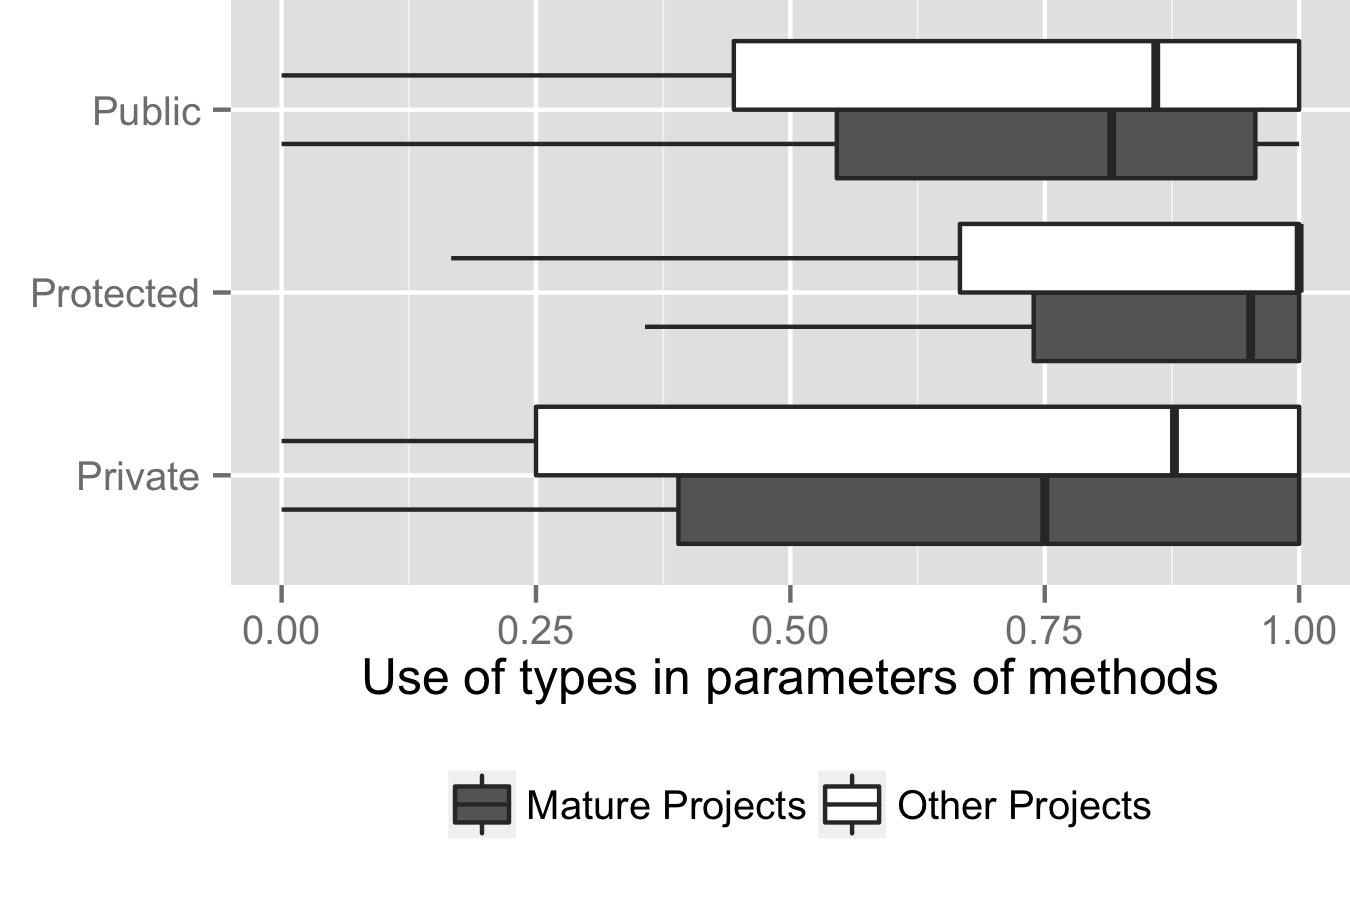 Public
Protected
Private
0.00 0.25 0.50 0.75 1.00
Use of types in parameters of methods
Mature Projects Other Projects